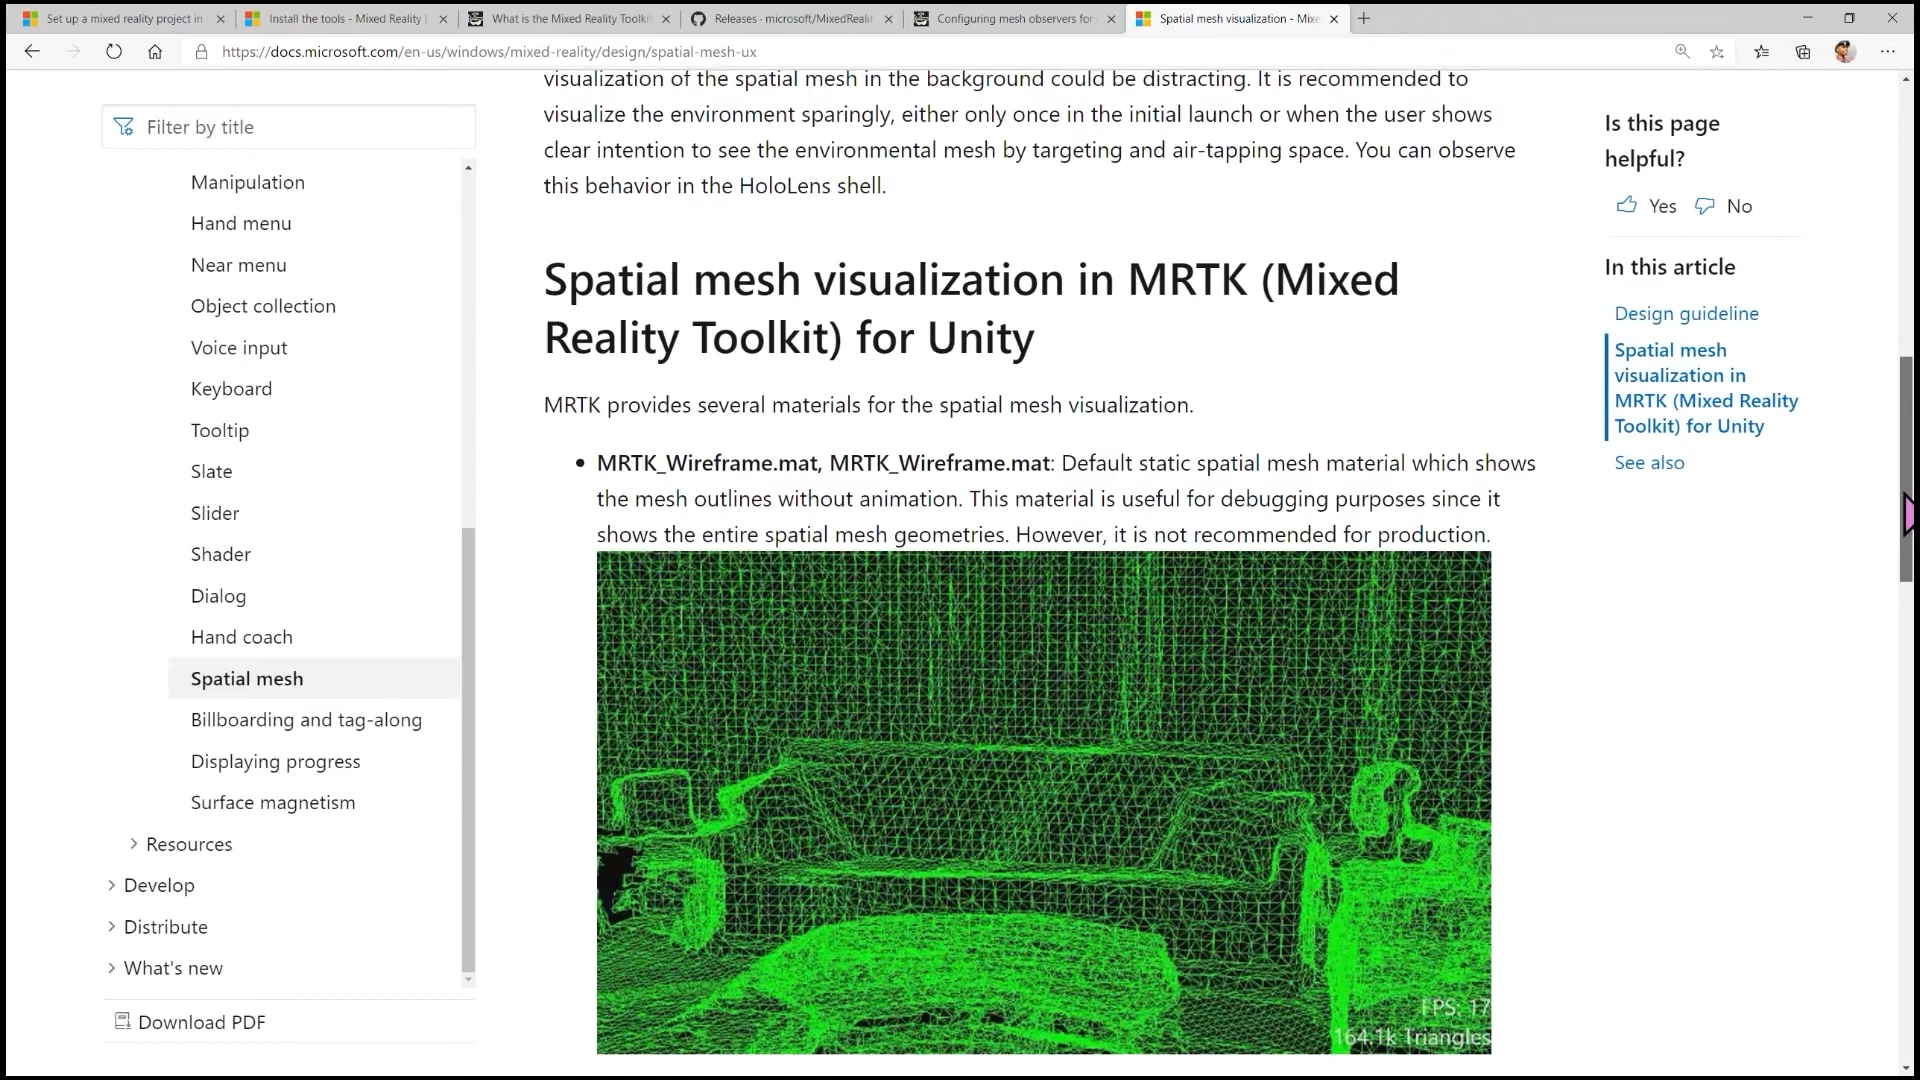 Set up a mixed reality project in
Install the tools - Mixed Reality
What is the Mixed Reality Toolkit
Releases · microsoft/MixedRealit
Configuring mesh observers for
Spatial mesh visualization - Mixe
https://docs.microsoft.com/en-us/windows/mixed-reality/design/spatial-mesh-ux
Filter by title
Manipulation
Hand menu
Near menu
Object collection
Voice input
Keyboard
Tooltip
Slate
Slider
Shader
Dialog
Hand coach
Spatial mesh
Billboarding and tag-along
Displaying progress
Surface magnetism
Resources
Develop
Distribute
What's new
Download PDF
visualization of the spatial mesh in the background could be distracting. It is recommended to
visualize the environment sparingly, either only once in the initial launch or when the user shows
clear intention to see the environmental mesh by targeting and air-tapping space. You can observe
this behavior in the HoloLens shell.
Spatial mesh visualization in MRTK (Mixed
Reality Toolkit) for Unity
MRTK provides several materials for the spatial mesh visualization.
• MRTK_Wireframe.mat, MRTK_Wireframe.mat: Default static spatial mesh material which shows
the mesh outlines without animation. This material is useful for debugging purposes since it
shows the entire spatial mesh geometries. However, it is not recommended for production.
FPS: 17
164.1k Triangles
Is this page
helpful?
Yes
No
In this article
Design guideline
Spatial mesh
visualization in
MRTK (Mixed Reality
Toolkit) for Unity
See also